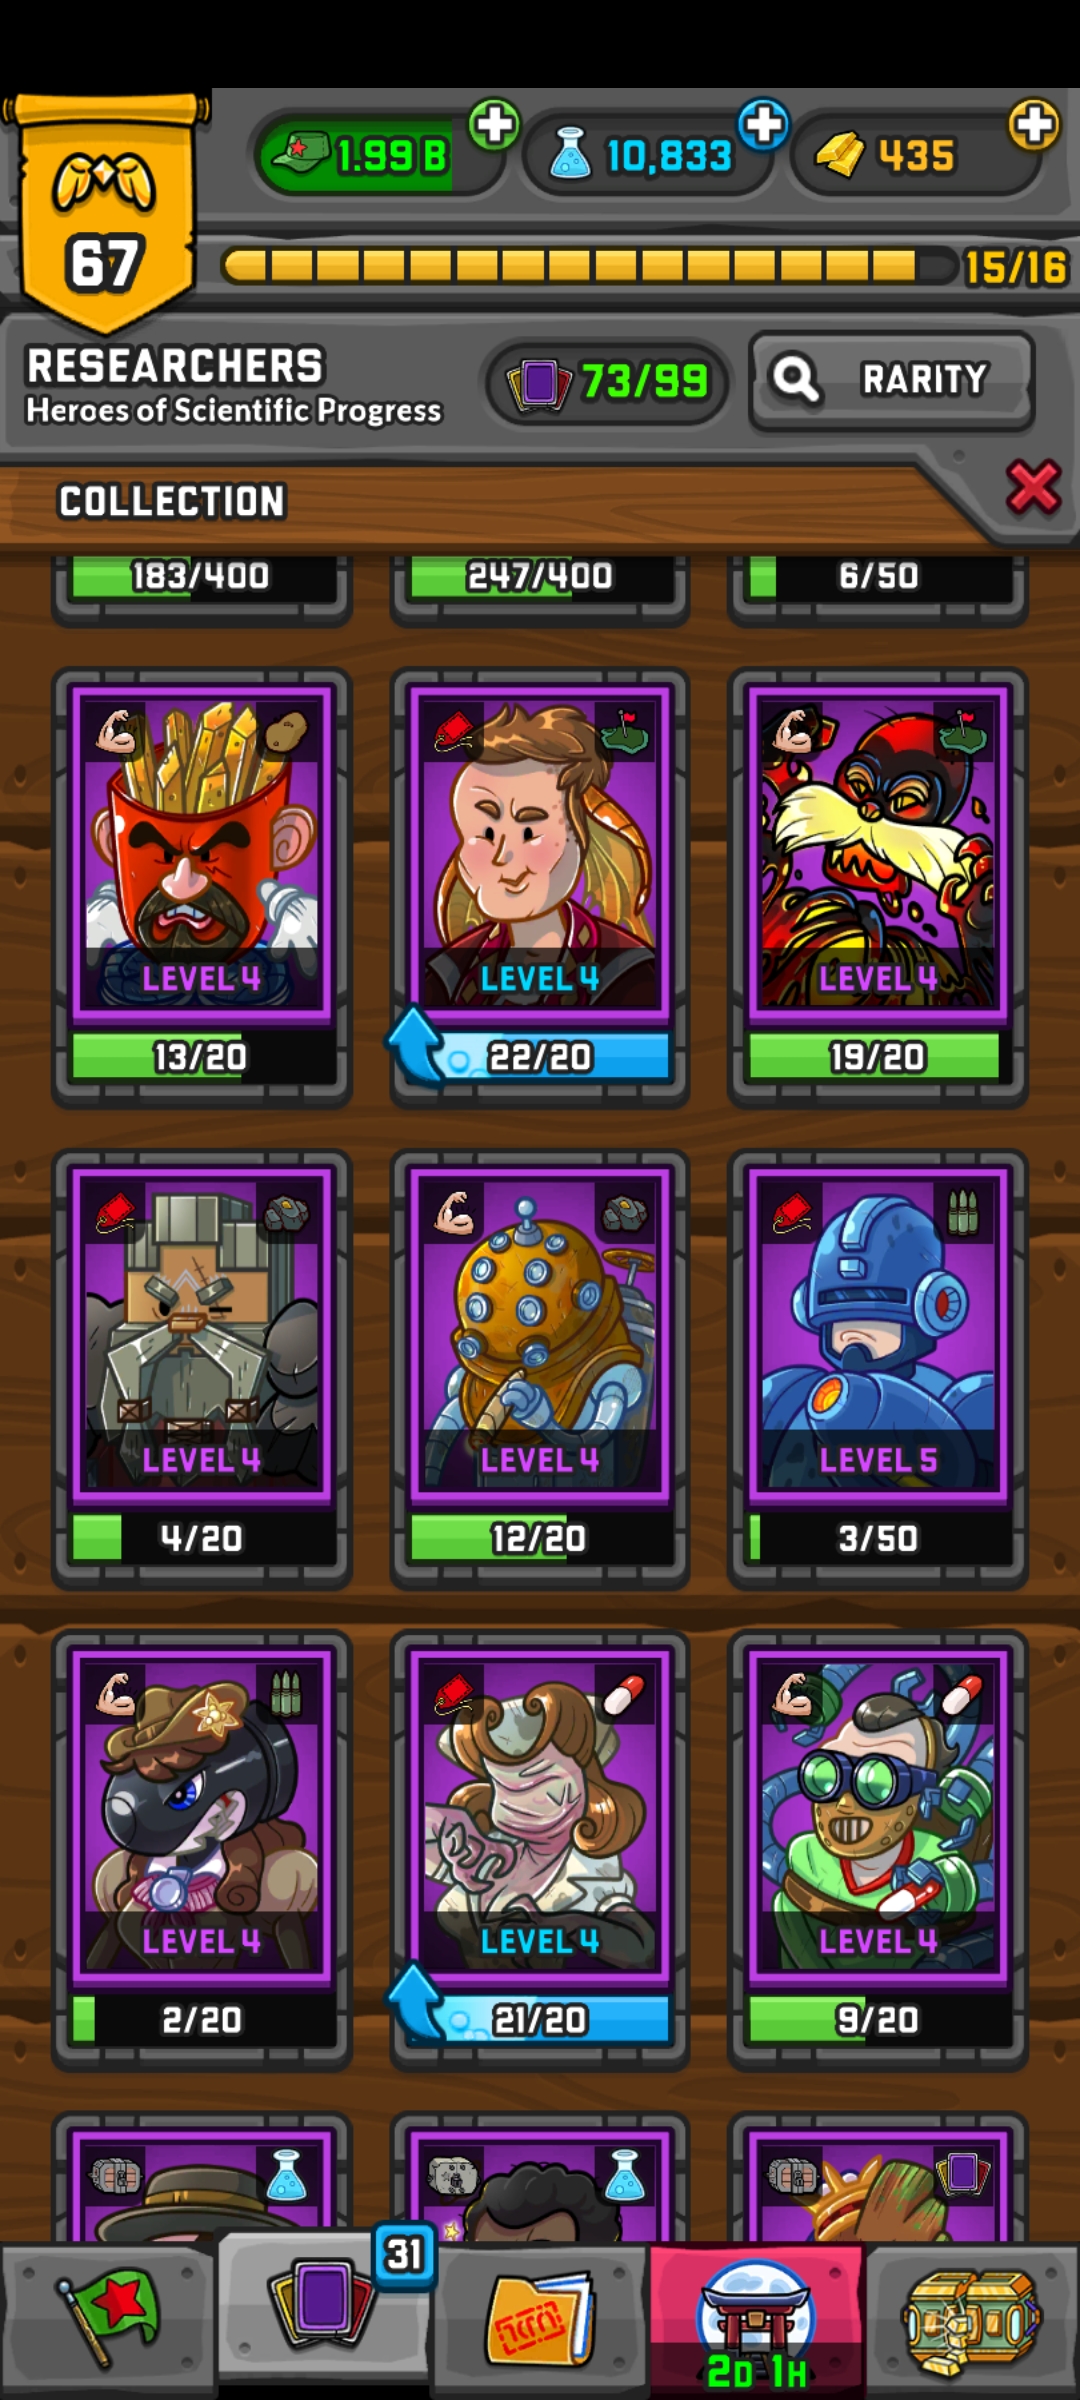 1.99 B
10,833
435
67
15/16
RESEARCHERS
Heroes of Scientific Progress
73/99
RARITY
COLLECTION
183/400
247/400
6/50
LEVEL 4
LEVEL 4
LEVEL 4
13/20
22/20
19/20
LEVEL 4
LEVEL 4
LEVEL 5
4/20
12/20
3/50
LEVEL 4
LEVEL 4
LEVEL 4
2/20
21/20
9/20
31
2D 1H